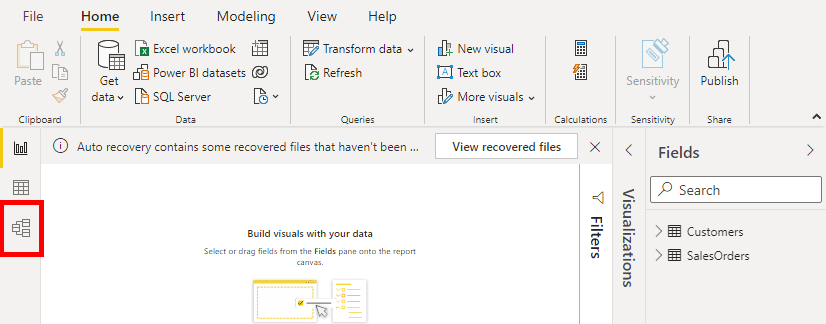 File Home Insert Modeling View Help
Paste
Get data
Excel workbook
Power BI datasets
SQL Server
Transform data
Refresh
New visual
Text box
More visuals
Sensitivity
Publish
Clipboard Data Queries Insert Calculations Sensitivity Share
Auto recovery contains some recovered files that haven't been ... View recovered files
Build visuals with your data
Select or drag fields from the Fields pane onto the report
canvas.
Filters
Visualizations
Fields
Search
Customers
SalesOrders